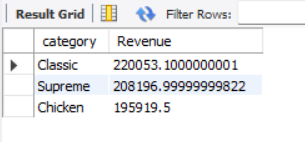 Result Grid Filter Rows:
category Revenue
Classic 220053.1000000001
Supreme 208196.99999999822
Chicken 195919.5